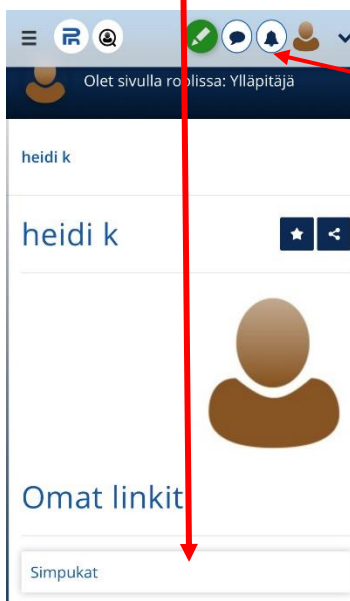 Olet sivulla roolissa: Ylläpitäjä
heidi k
heidi k
Omat linkit
Simpukat